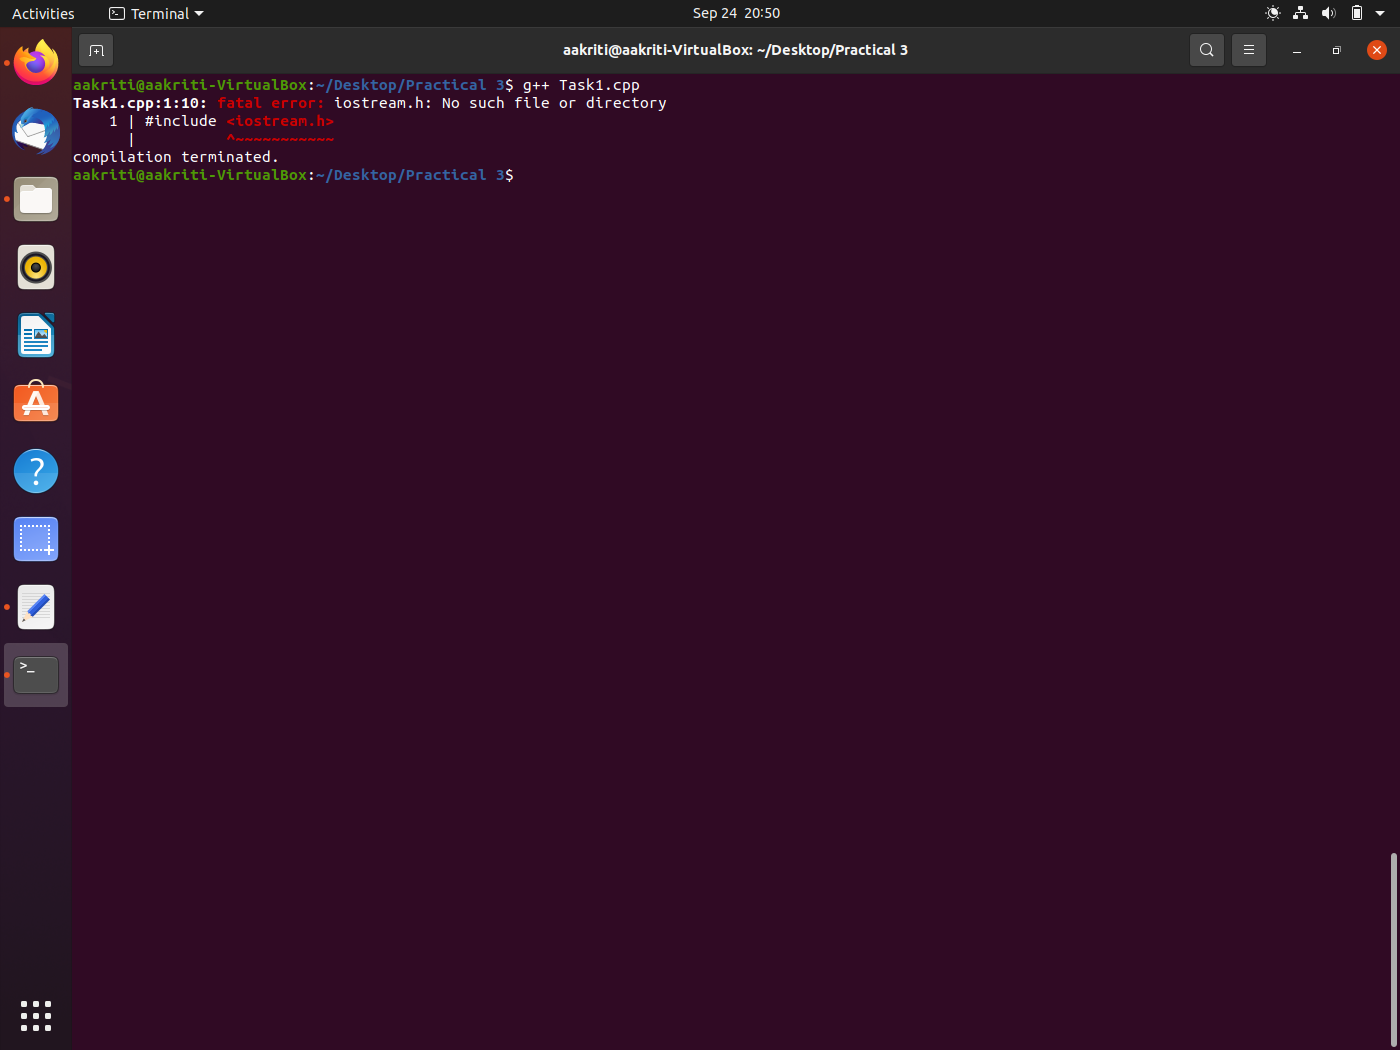 Activities Terminal Sep 24 20:50
aakriti@aakriti-VirtualBox: ~/Desktop/Practical 3
aakriti@aakriti-VirtualBox:~/Desktop/Practical 3$ g++ Task1.cpp
Task1.cpp:1:10: fatal error: iostream.h: No such file or directory
    1 | #include <iostream.h>
      |          ^~~~~~~~~~~~
compilation terminated.
aakriti@aakriti-VirtualBox:~/Desktop/Practical 3$